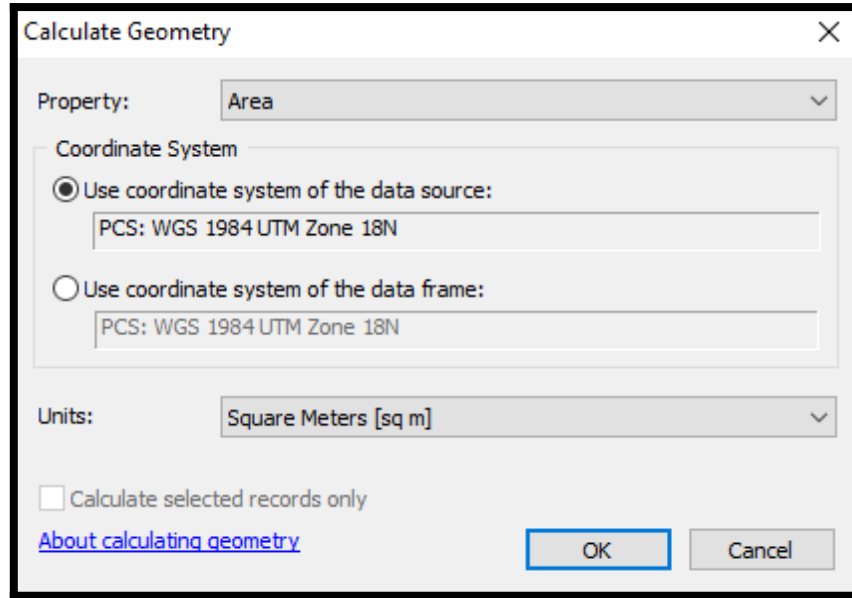 Calculate Geometry
Property: Area
Coordinate System
Use coordinate system of the data source:
PCS: WGS 1984 UTM Zone 18N
Use coordinate system of the data frame:
PCS: WGS 1984 UTM Zone 18N
Units: Square Meters [sq m]
Calculate selected records only
About calculating geometry OK Cancel